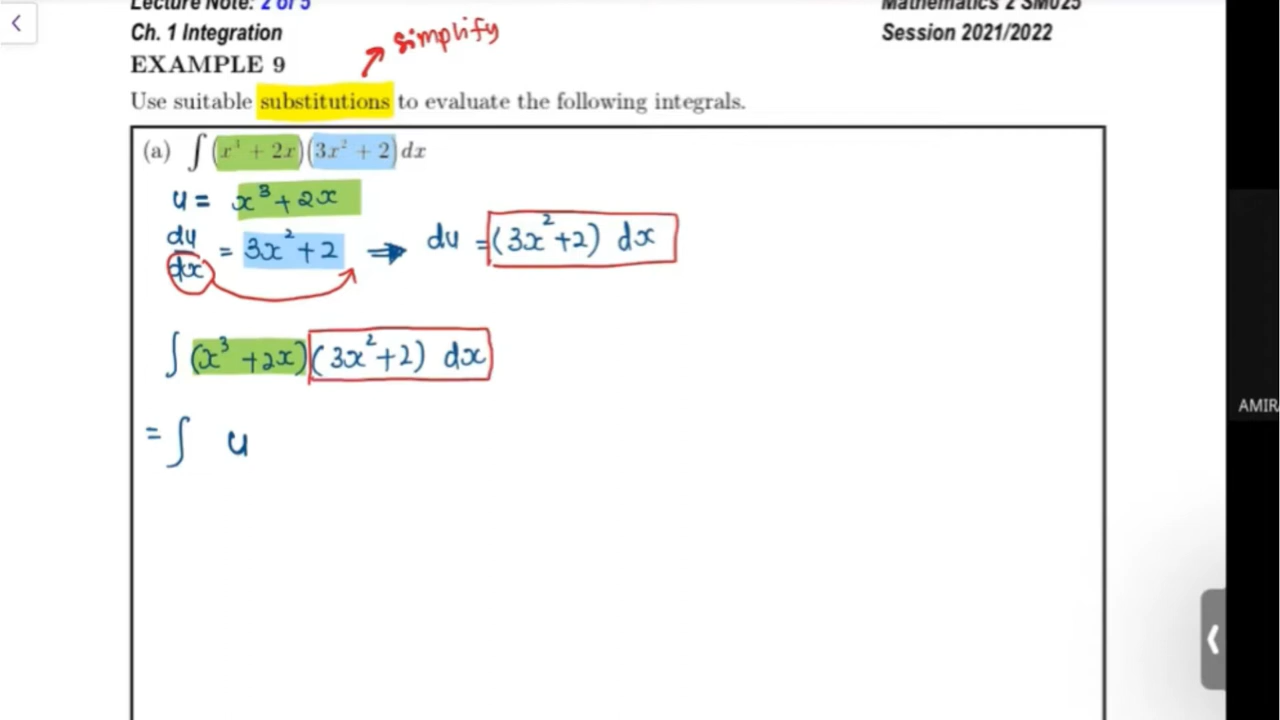 Lecture Note: 2 of 5
Mathematics 2 SM025
Ch. 1 Integration
Session 2021/2022
simplify
EXAMPLE 9
Use suitable substitutions to evaluate the following integrals.
(a) ∫ (x³ + 2x)(3x² + 2) dx
u = x³ + 2x
du/dx = 3x² + 2 ⇒ du = (3x² + 2) dx
∫ (x³ + 2x)(3x² + 2) dx
= ∫ u
AMIR